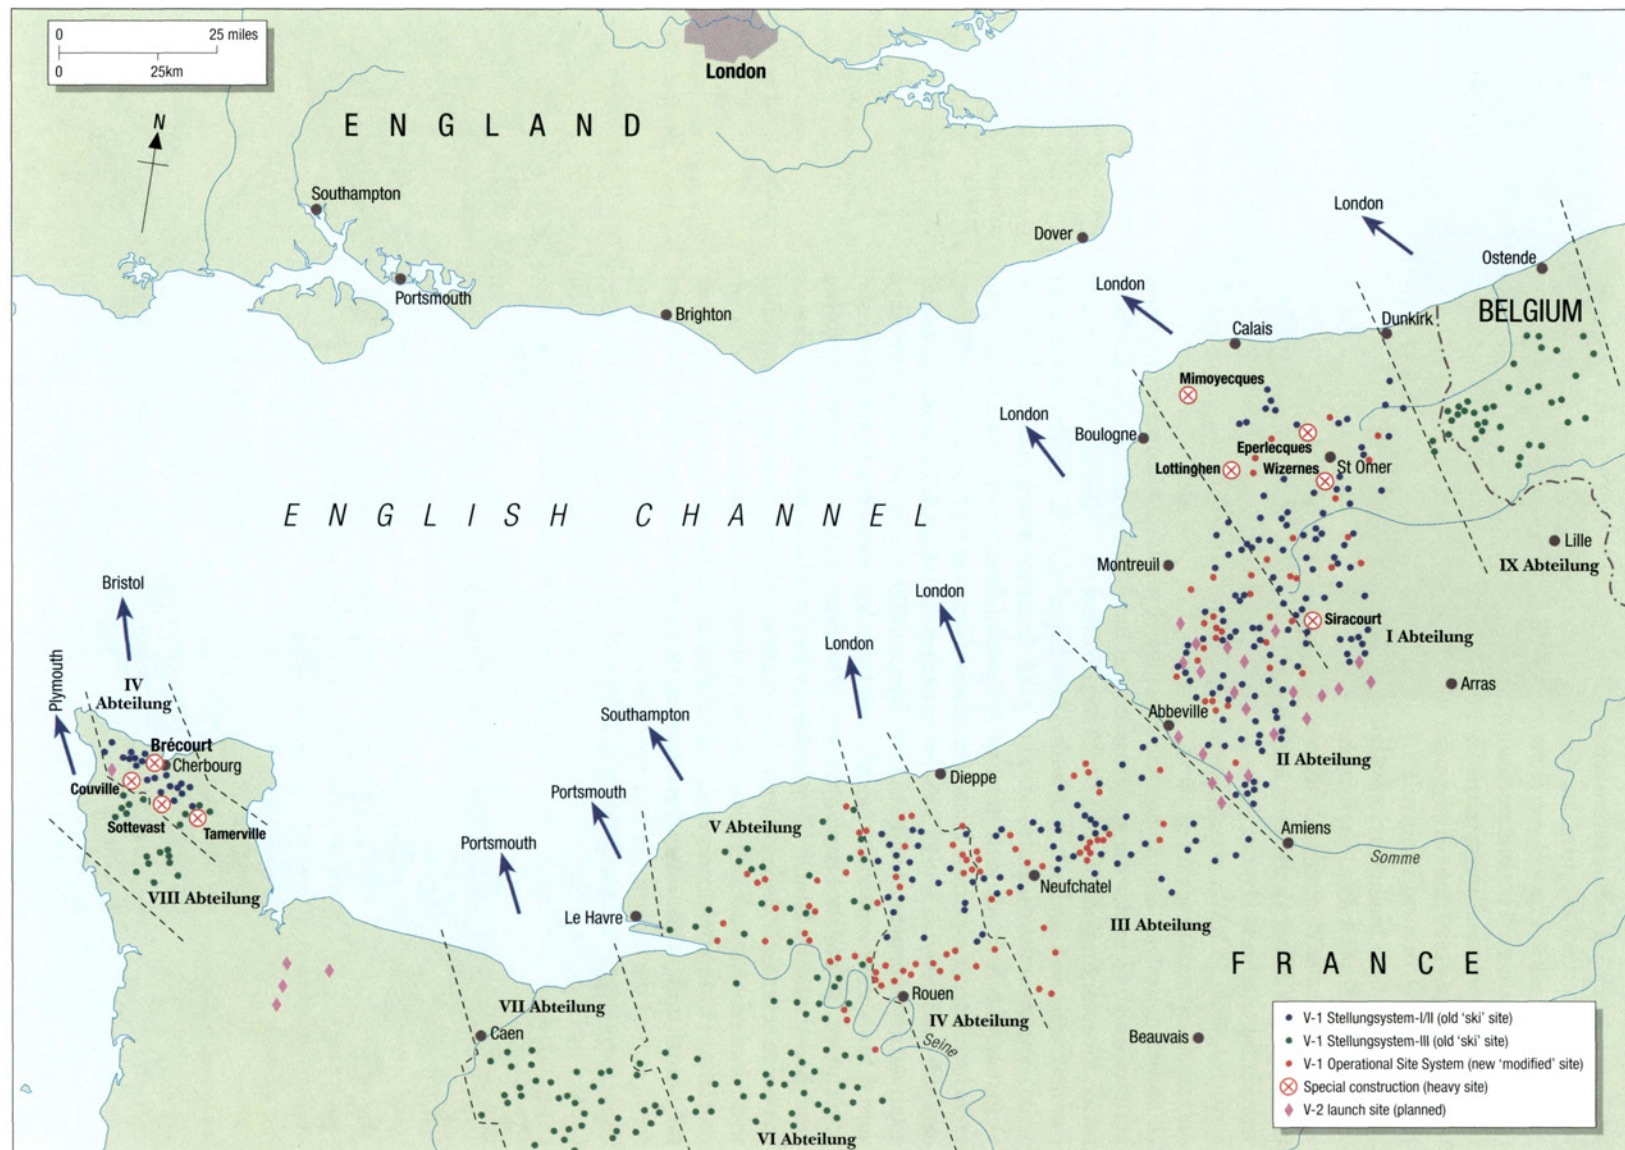 0 25 miles
0 25km
N
London
ENGLAND
Southampton
Portsmouth
Brighton
Dover
London
Ostende
London
BELGIUM
Calais
Dunkirk
Mimoyecques
London
Boulogne
Eperlecques
Lottinghen
Wizernes
St Omer
ENGLISH CHANNEL
Lille
Montreuil
IX Abteilung
Bristol
London
Siracourt
I Abteilung
London
Plymouth
IV
Abteilung
Arras
Southampton
Abbeville
Brécourt
Cherbourg
II Abteilung
Dieppe
Couville
Portsmouth
Sottevast
Tamerville
V Abteilung
Amiens
Portsmouth
Somme
Neufchatel
VIII Abteilung
Le Havre
III Abteilung
FRANCE
Rouen
VII Abteilung
IV Abteilung
Caen
Seine
Beauvais
VI Abteilung
V-1 Stellungsystem-I/II (old ‘ski’ site)
V-1 Stellungsystem-III (old ‘ski’ site)
V-1 Operational Site System (new ‘modified’ site)
Special construction (heavy site)
V-2 launch site (planned)